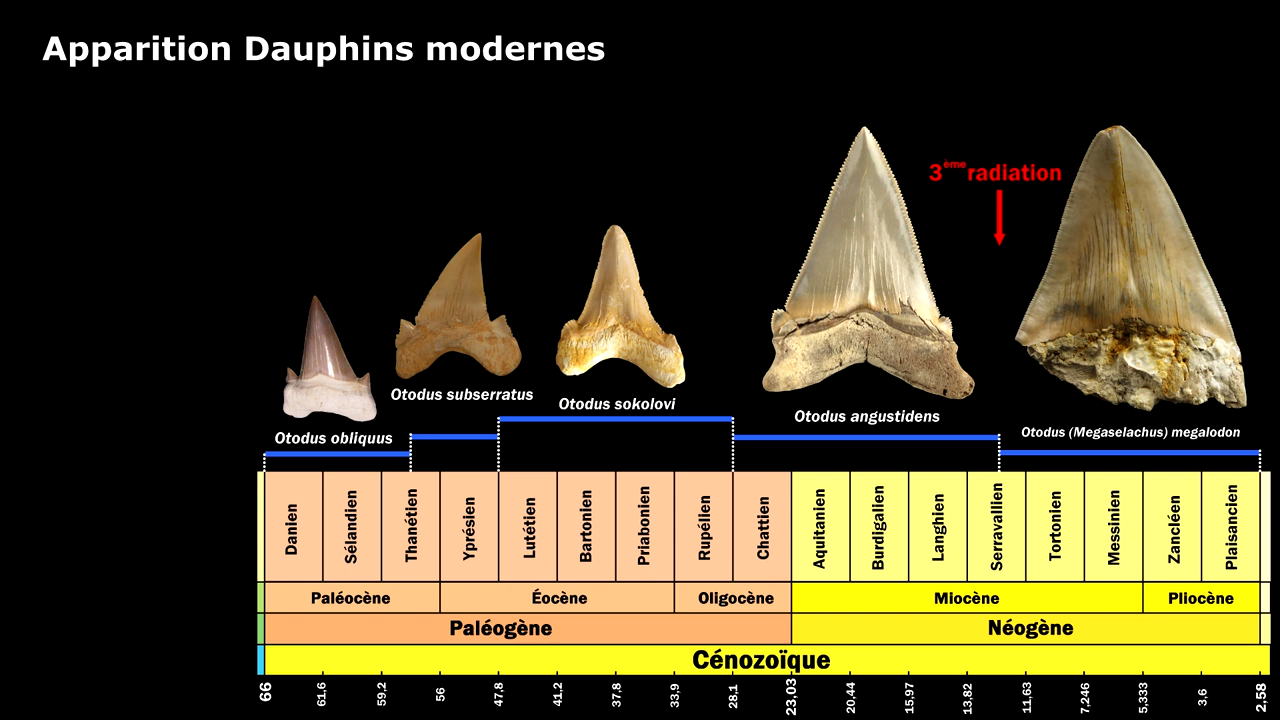 Apparition Dauphins modernes
3ème radiation
Otodus subserratus
Otodus sokolovi
Otodus angustidens
Otodus obliquus
Otodus (Megaselachus) megalodon
Danien
Sélandien
Thanétien
Yprésien
Lutétien
Bartonien
Priabonien
Rupélien
Chattien
Aquitanien
Burdigalien
Langhien
Serravallien
Tortonien
Messinien
Zancléen
Plaisancien
Paléocène
Éocène
Oligocène
Miocène
Pliocène
Paléogène
Néogène
Cénozoïque
66
61.6
59.2
56
47.8
41.2
37.8
33.9
28.1
23,03
20,44
15,97
13,82
11,63
7,246
5,333
3.6
2,58